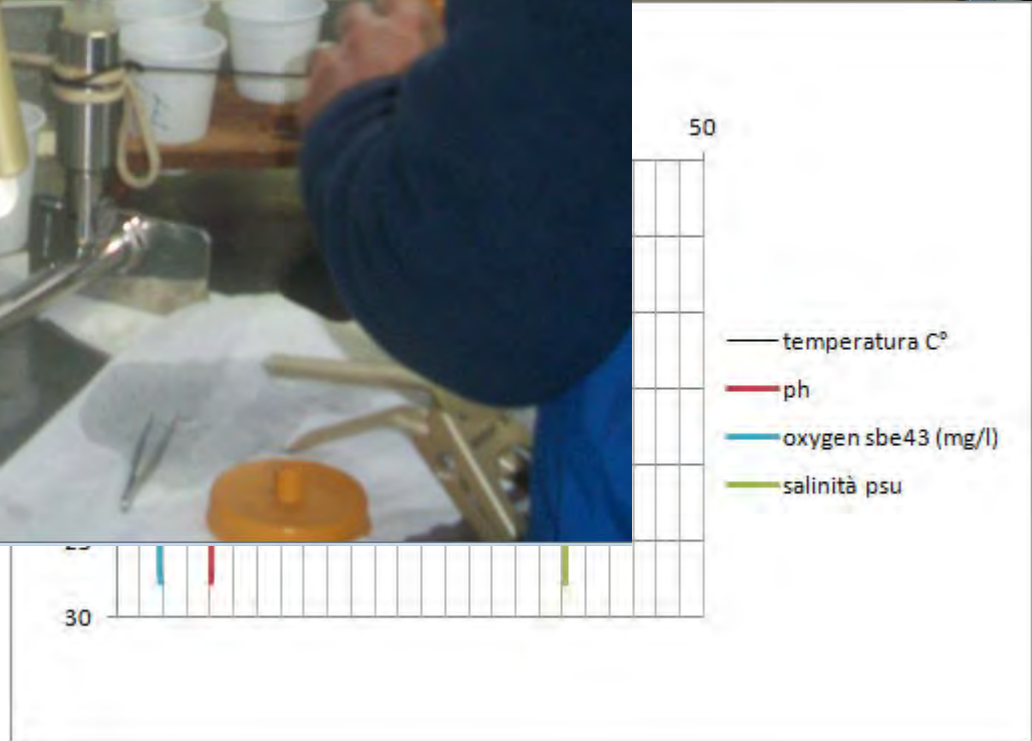 50
temperatura C°
ph
oxygen sbe43 (mg/l)
salinità psu
30